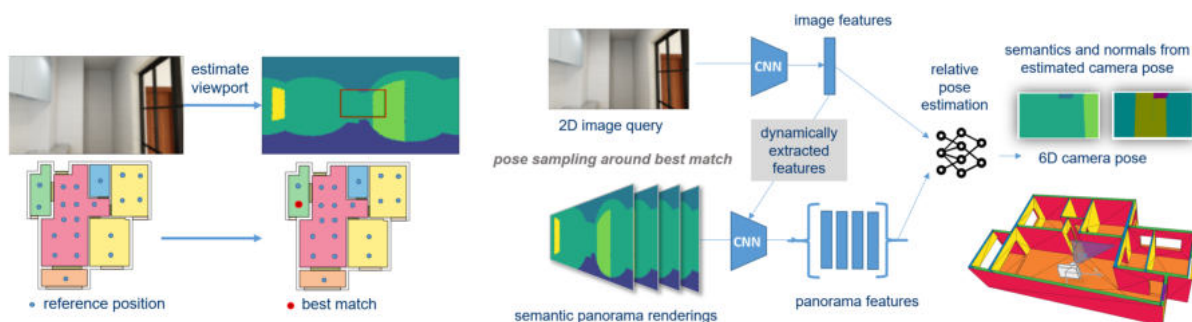 estimate
viewport
reference position
best match
image features
CNN
2D image query
dynamically
extracted
features
pose sampling around best match
CNN
semantic panorama renderings
panorama features
relative
pose
estimation
semantics and normals from
estimated camera pose
6D camera pose